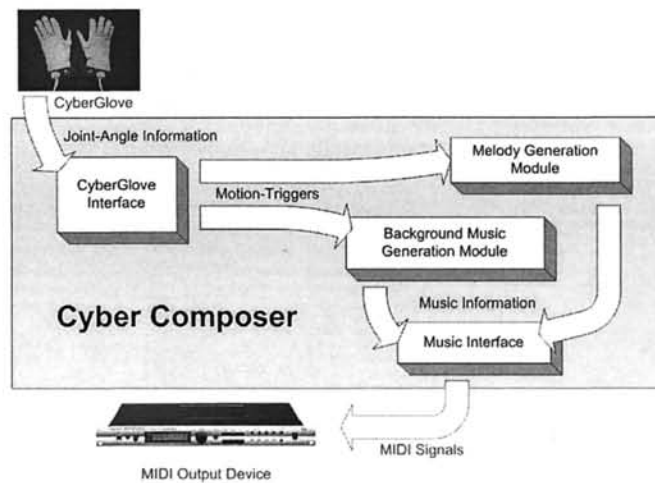 CyberGlove
Joint-Angle Information
CyberGlove
Interface
Motion-Triggers
Melody Generation
Module
Background Music
Generation Module
Cyber Composer
Music Information
Music Interface
MIDI Signals
MIDI Output Device